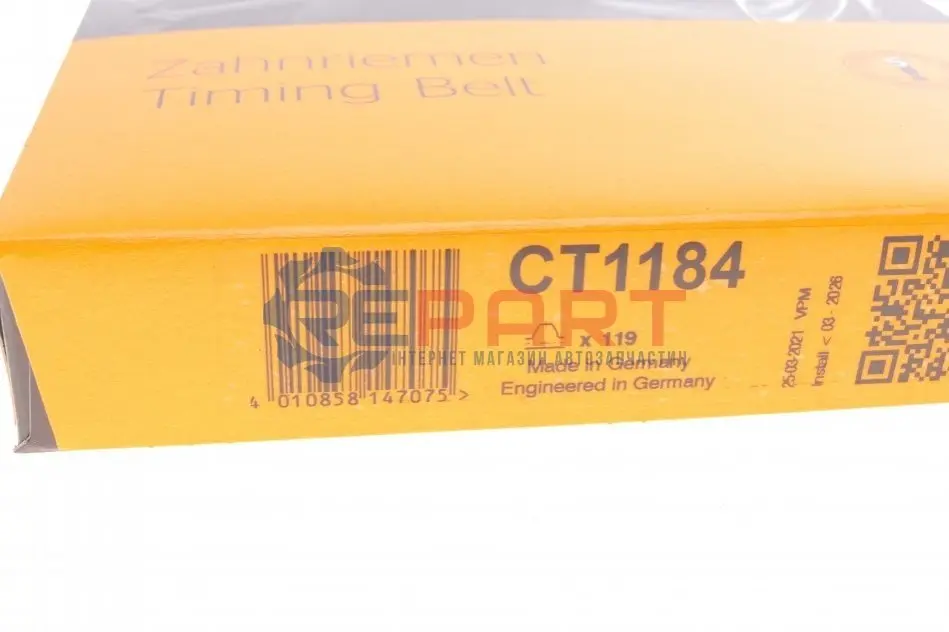 Zahnriemen
Timing Belt
CT1184
REPART
ІНТЕРНЕТ МАГАЗИН АВТОЗАПЧАСТИН
x 119
Made in Germany
Engineered in Germany
4 010858 147075 >
25-03-2021 VPM
Install < 03 - 2026